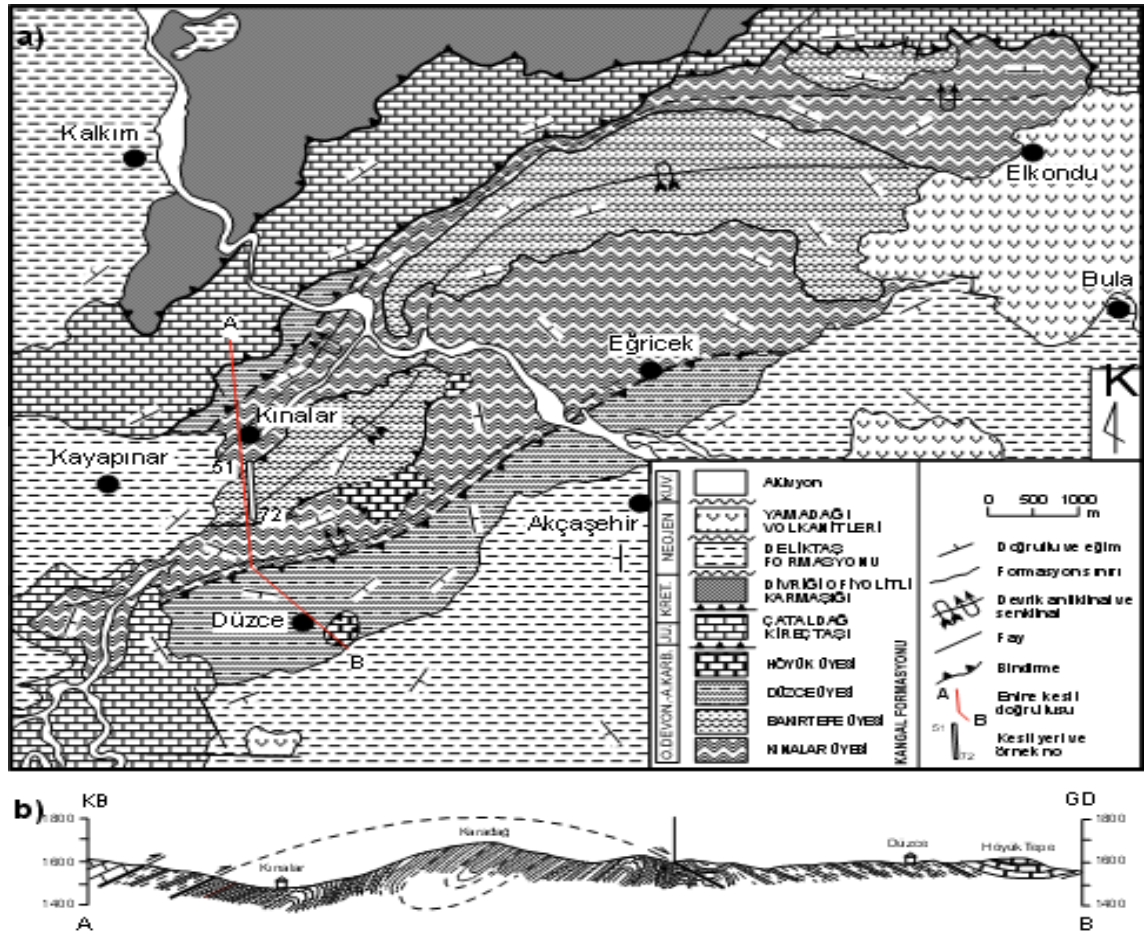 a)
Kalkım
Elkondu
Bula
A
Eğricek
K
Kınalar
Kayapınar
51
72
Akçaşehir
Düzce
B
KUV.
NEOJEN
KRET.
JU.
O.DEVON.-A.KARB.
Alüvyon
YAMADAĞI
VOLKANİTLERİ
DELİKTAŞ
FORMASYONU
DİVRİĞİ OFİYOLİTLİ
KARMAŞIĞI
ÇATALDAĞ
KİREÇTAŞI
HÖYÜK ÜYESİ
DÜZCE ÜYESİ
KINALAR ÜYESİ
KANGAL FORMASYONU
0 500 1000
m
Doğrultu ve eğim
Formasyon sınırı
Devrik antiklinal ve
senklinal
Fay
Bindirme
A
B
Enine kesit
doğrultusu
51
72
Kesit yeri ve
örnek no
b)
KB
GD
1800
1600
1400
Kınalar
Karadağ
Düzce
Höyük Tepe
1800
1600
1400
A
B